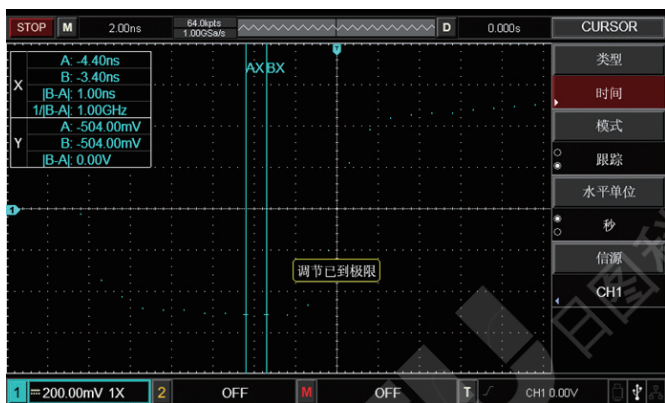 STOP M 2.00ns 64.0kpts D 0.000s CURSOR
1.00GSa/s
A: -4.40ns
B: -3.40ns
X
|B-A|: 1.00ns
1/|B-A|: 1.00GHz
A: -504.00mV
Y B: -504.00mV
|B-A|: 0.00V
AX BX
T
1
调节已到极限
类型
时间
模式
跟踪
水平单位
秒
信源
CH1
1 200.00mV 1X 2 OFF M OFF T CH1 0.00V